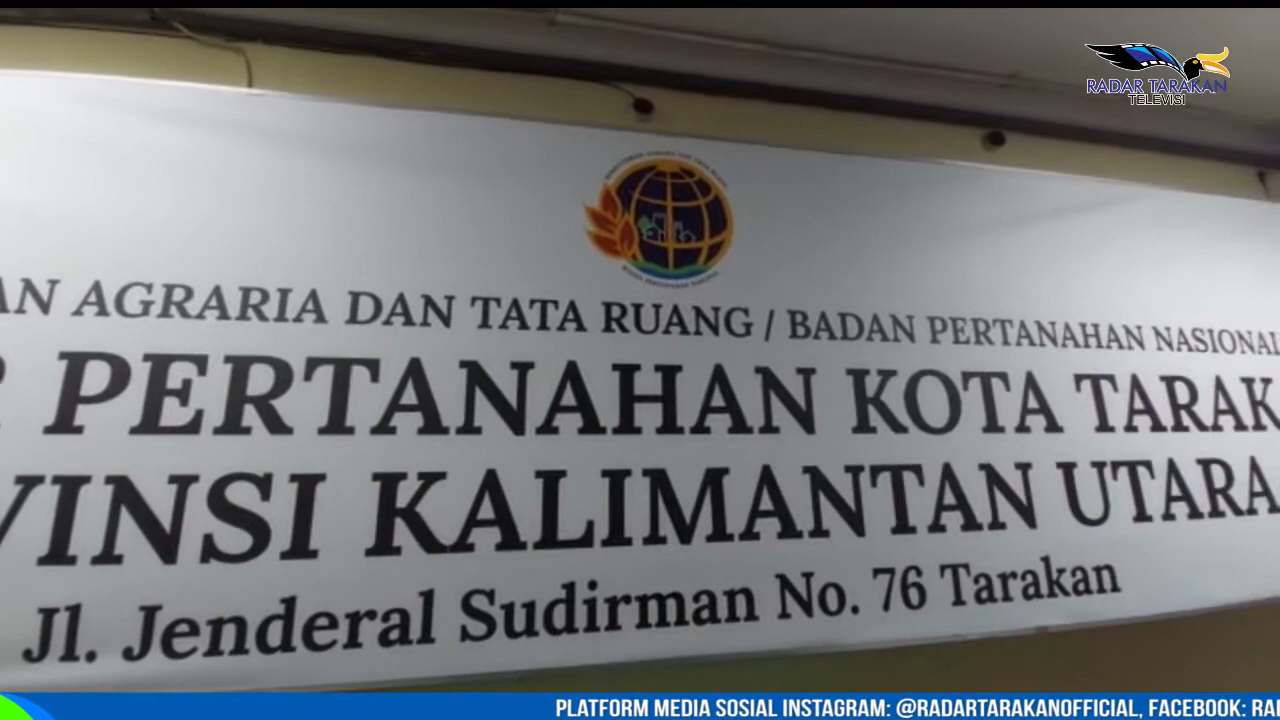 RADAR TARAKAN
TELEVISI
AN AGRARIA DAN TATA RUANG / BADAN PERTANAHAN NASIONAL
R PERTANAHAN KOTA TARAK
VINSI KALIMANTAN UTARA
Jl. Jenderal Sudirman No. 76 Tarakan
PLATFORM MEDIA SOSIAL INSTAGRAM: @RADARTARAKANOFFICIAL, FACEBOOK: RA